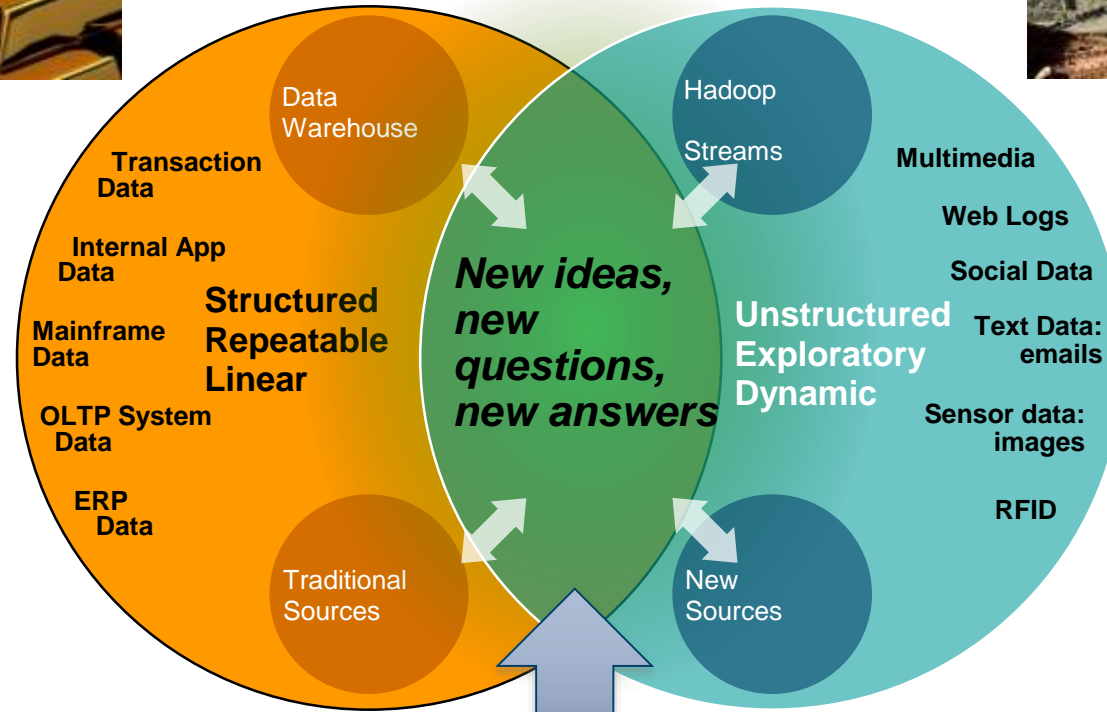 Data
Warehouse
Transaction
Data
Internal App
Data
Mainframe
Data
OLTP System
Data
ERP
Data
Structured
Repeatable
Linear
Traditional
Sources
New ideas,
new
questions,
new answers
Hadoop
Streams
Unstructured
Exploratory
Dynamic
Multimedia
Web Logs
Social Data
Text Data:
emails
Sensor data:
images
RFID
New
Sources